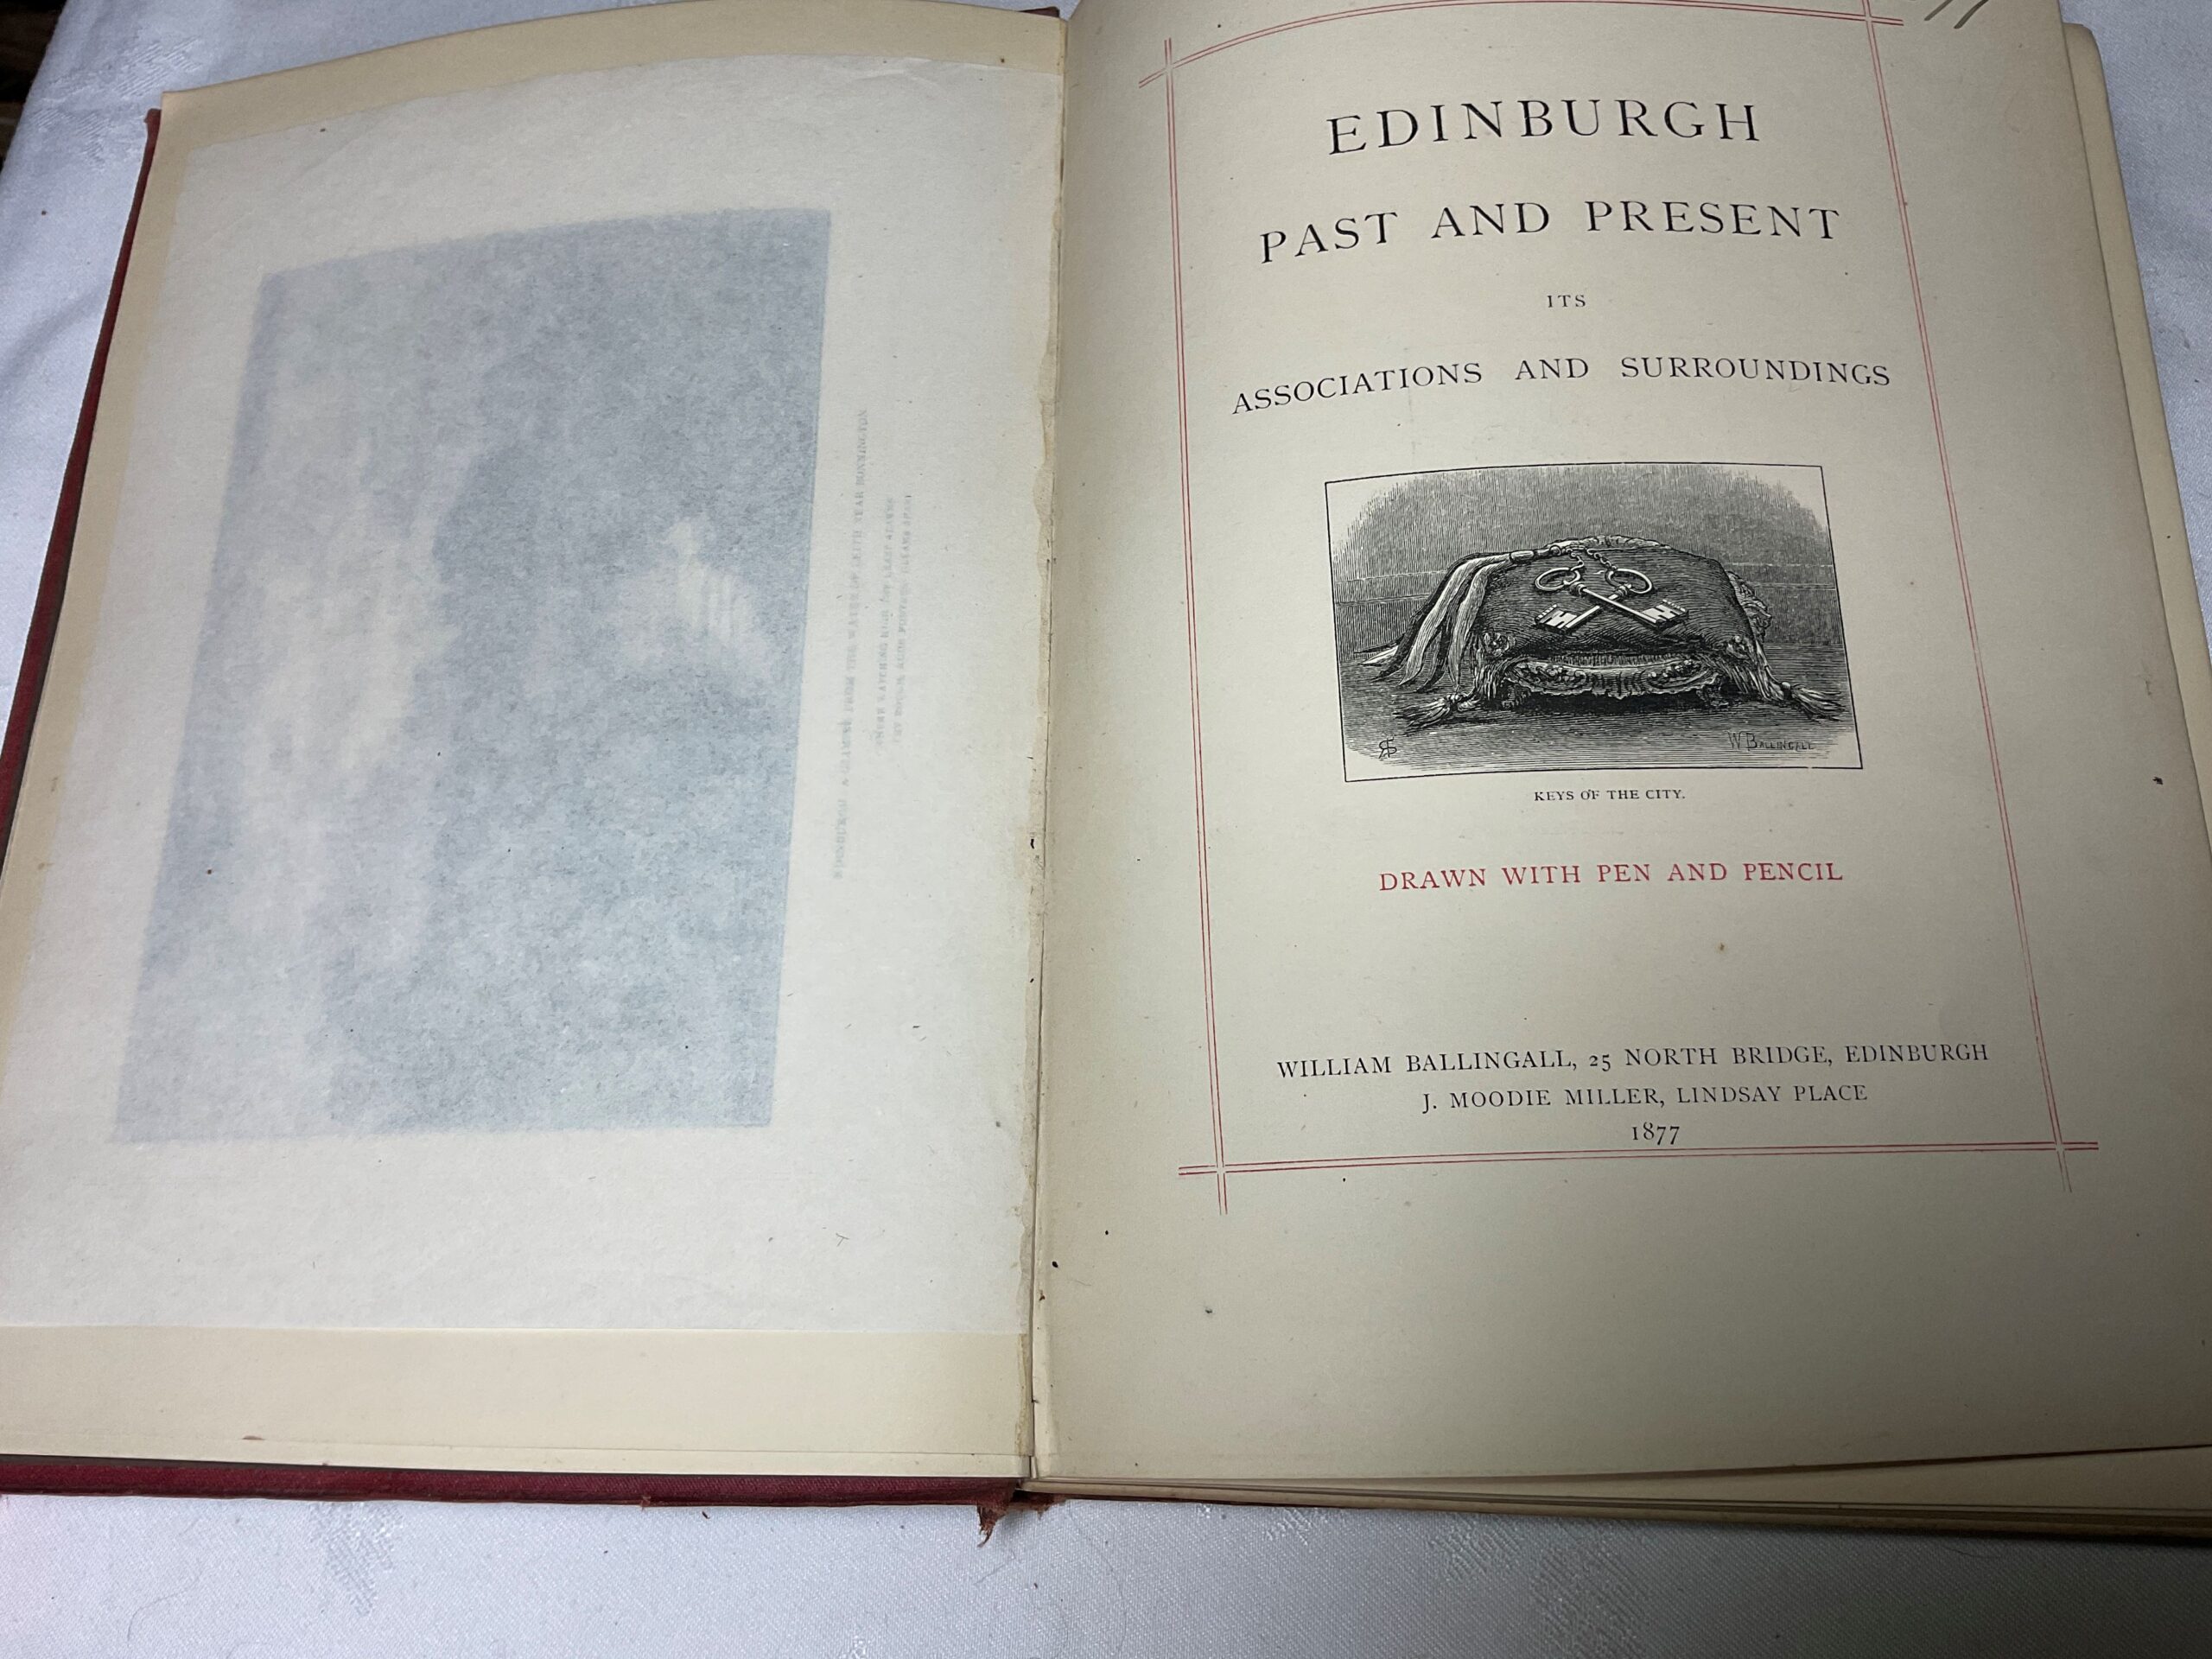 EDINBURGH
PAST AND PRESENT
ITS
ASSOCIATIONS AND SURROUNDINGS
W BALLINGALL
KEYS OF THE CITY.
DRAWN WITH PEN AND PENCIL
WILLIAM BALLINGALL, 25 NORTH BRIDGE, EDINBURGH
J. MOODIE MILLER, LINDSAY PLACE
1877